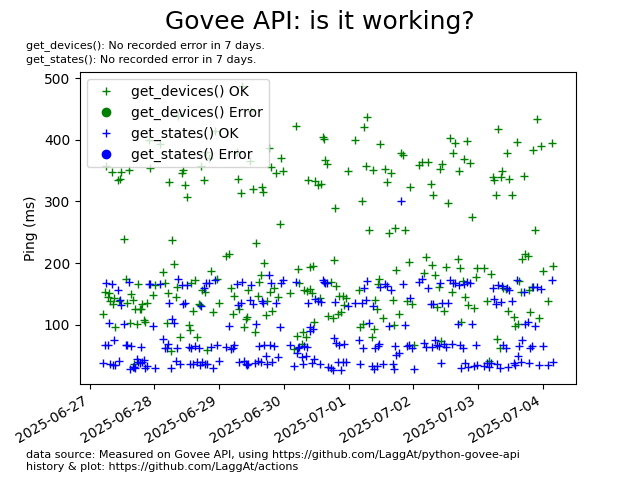 Govee API: is it working?
get_devices(): No recorded error in 7 days.
get_states(): No recorded error in 7 days.
get_devices() OK
get_devices() Error
get_states() OK
get_states() Error
500
400
300
200
100
Ping (ms)
2025-06-27
2025-06-28
2025-06-29
2025-06-30
2025-07-01
2025-07-02
2025-07-03
2025-07-04
data source: Measured on Govee API, using https://github.com/LaggAt/python-govee-api
history & plot: https://github.com/LaggAt/actions